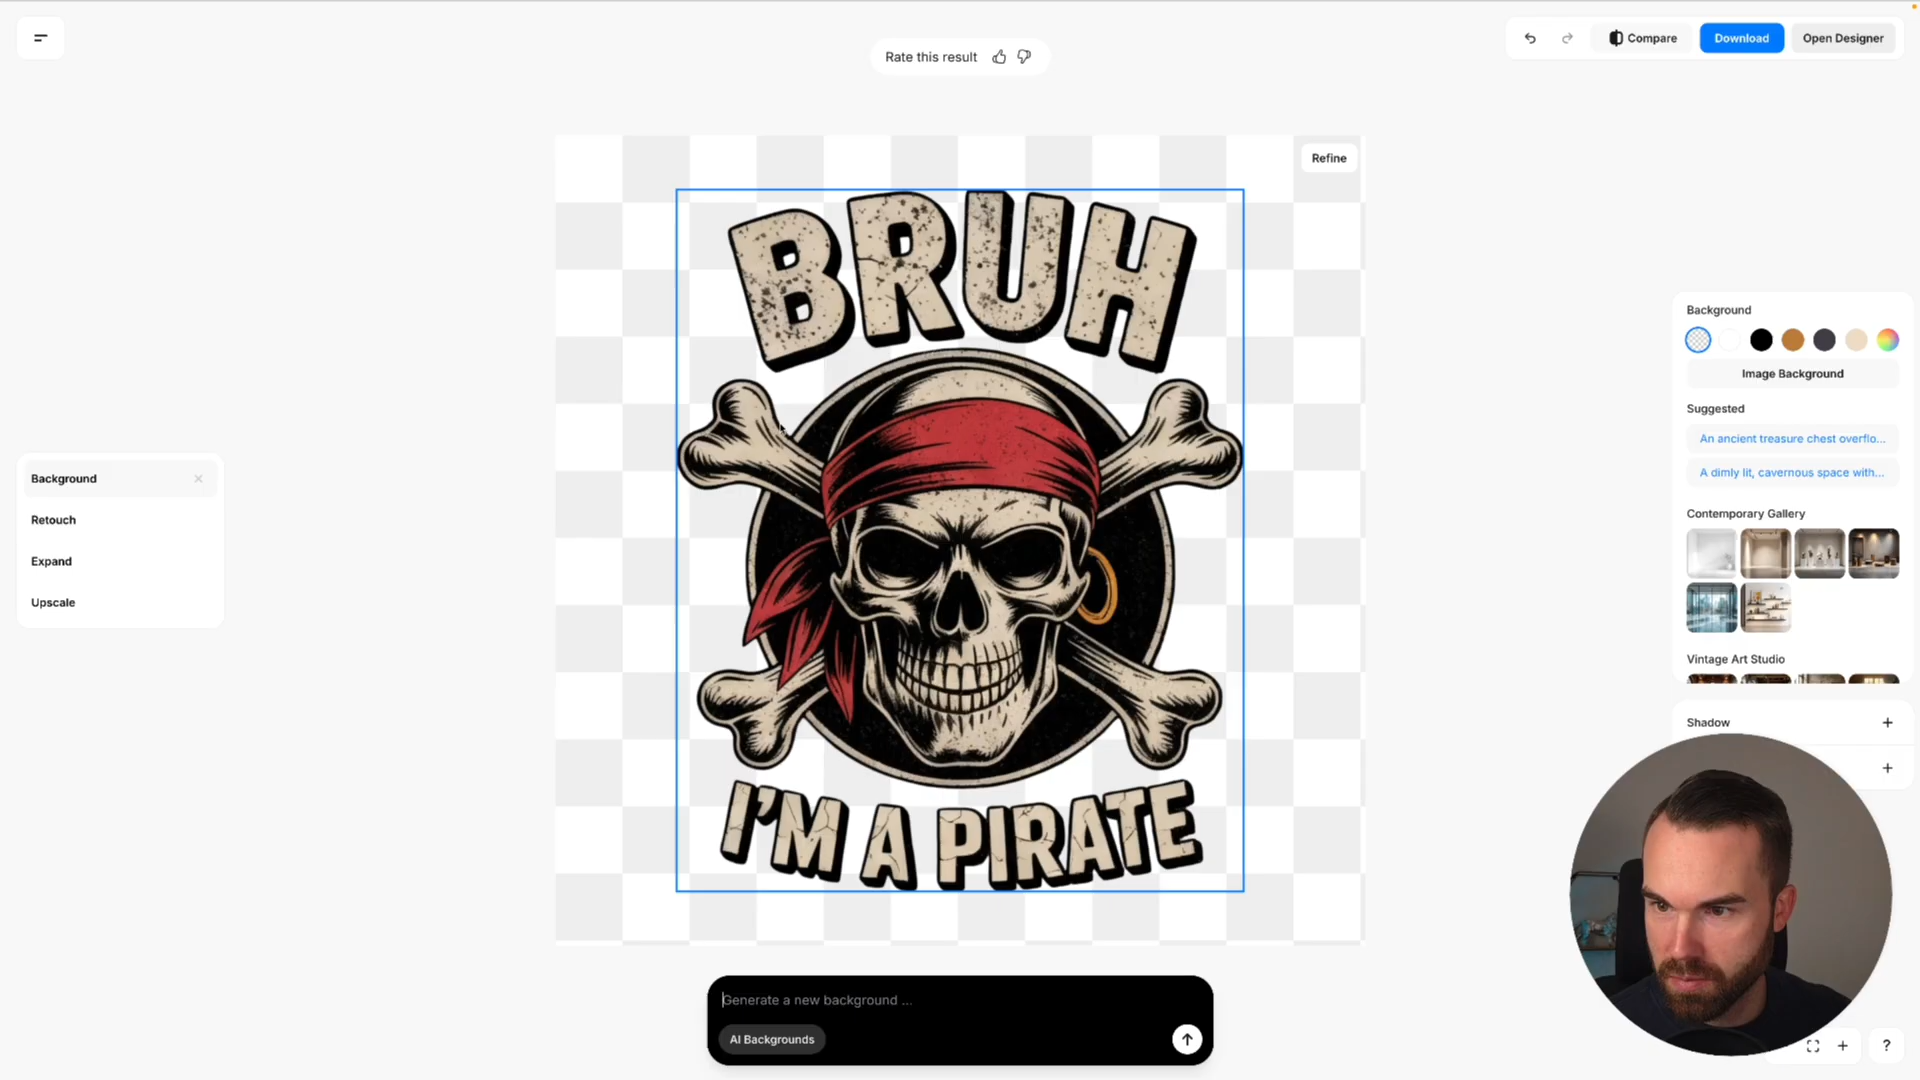 Rate this result
Compare
Download
Open Designer
Refine
BRUH
I'M A PIRATE
Background
Retouch
Expand
Upscale
Background
Image Background
Suggested
An ancient treasure chest overflo...
A dimly lit, cavernous space with...
Contemporary Gallery
Vintage Art Studio
Shadow
Generate a new background ...
AI Backgrounds
?